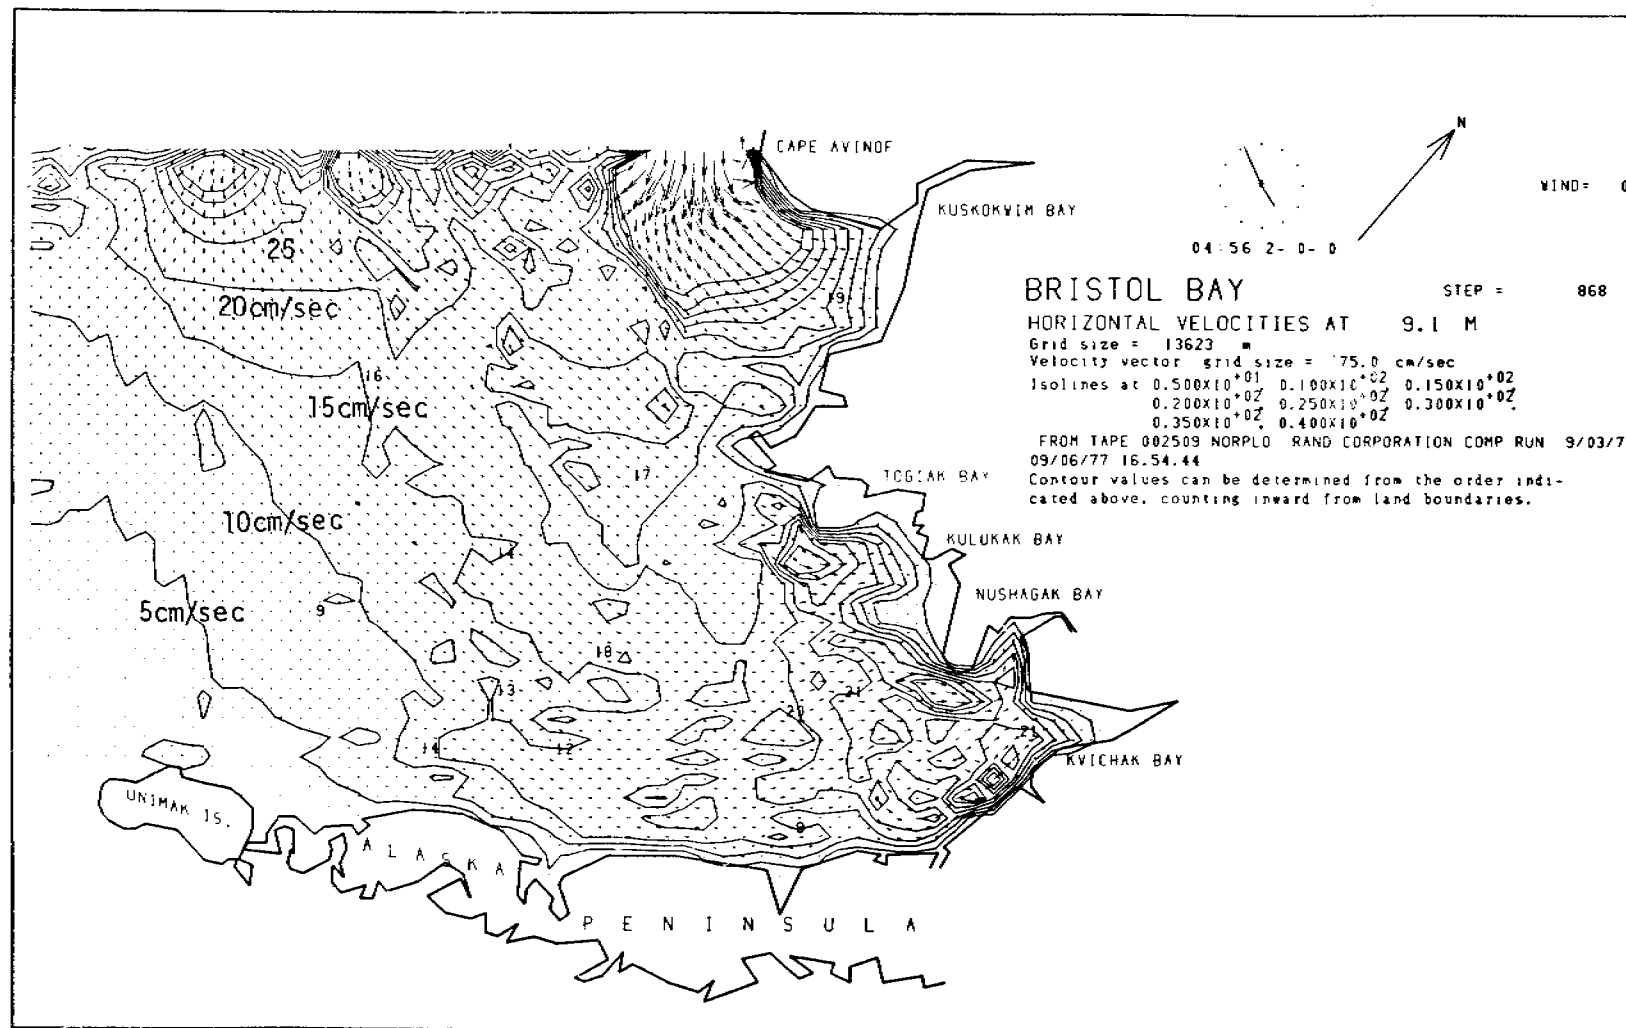 CAPE AVINOF
N
WIND= 0
KUSKOKWIM BAY
04:56 2- 0- 0
26
20cm/sec
19
BRISTOL BAY
STEP = 868
HORIZONTAL VELOCITIES AT 9.1 M
Grid size = 13623 m
Velocity vector grid size = 75.0 cm/sec
Isolines at 0.500X10+01, 0.100X10+02, 0.150X10+02,
0.200X10+02, 0.250X10+02, 0.300X10+02,
0.350X10+02, 0.400X10+02
FROM TAPE 002509 NORPLO RAND CORPORATION COMP RUN 9/03/7
09/06/77 16.54.44
Contour values can be determined from the order indi-
cated above, counting inward from land boundaries.
16
15cm/sec
17
TOGIAK BAY
10cm/sec
KULUKAK BAY
5cm/sec
9
NUSHAGAK BAY
18
13
21
21
14
12
KVICHAK BAY
UNIMAK IS.
ALASKA
PENINSULA